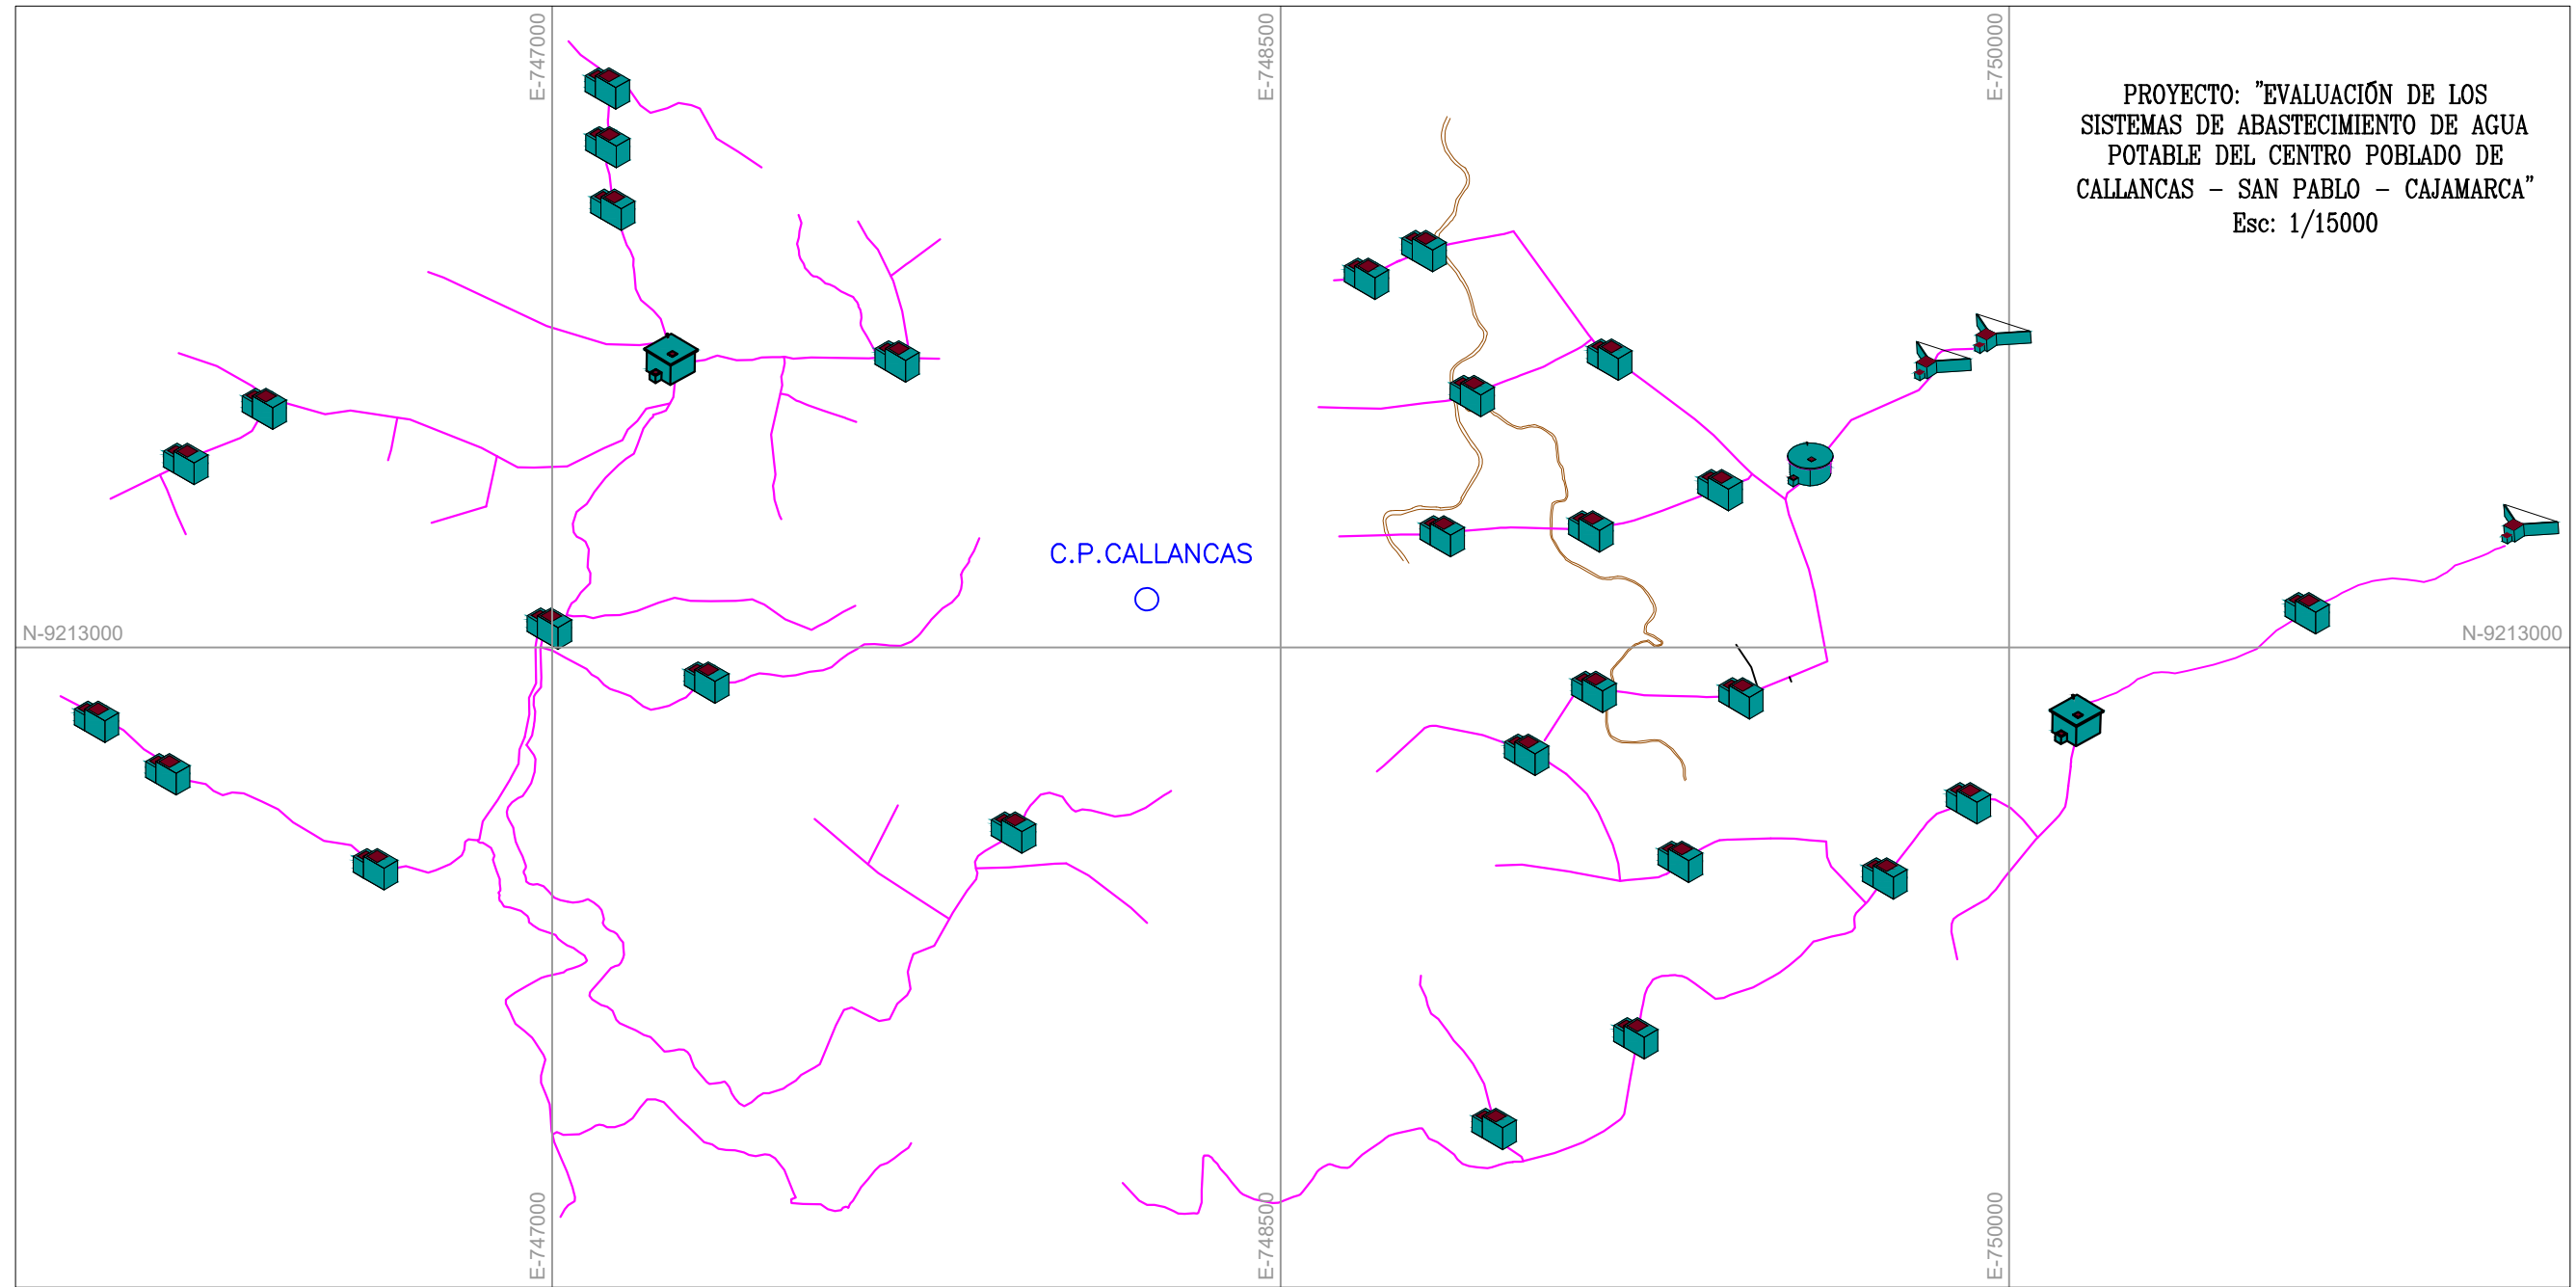 E-747000
E-748500
E-750000
PROYECTO: "EVALUACIÓN DE LOS
SISTEMAS DE ABASTECIMIENTO DE AGUA
POTABLE DEL CENTRO POBLADO DE
CALLANCAS - SAN PABLO - CAJAMARCA"
Esc: 1/15000
C.P.CALLANCAS
N-9213000
N-9213000
E-747000
E-748500
E-750000